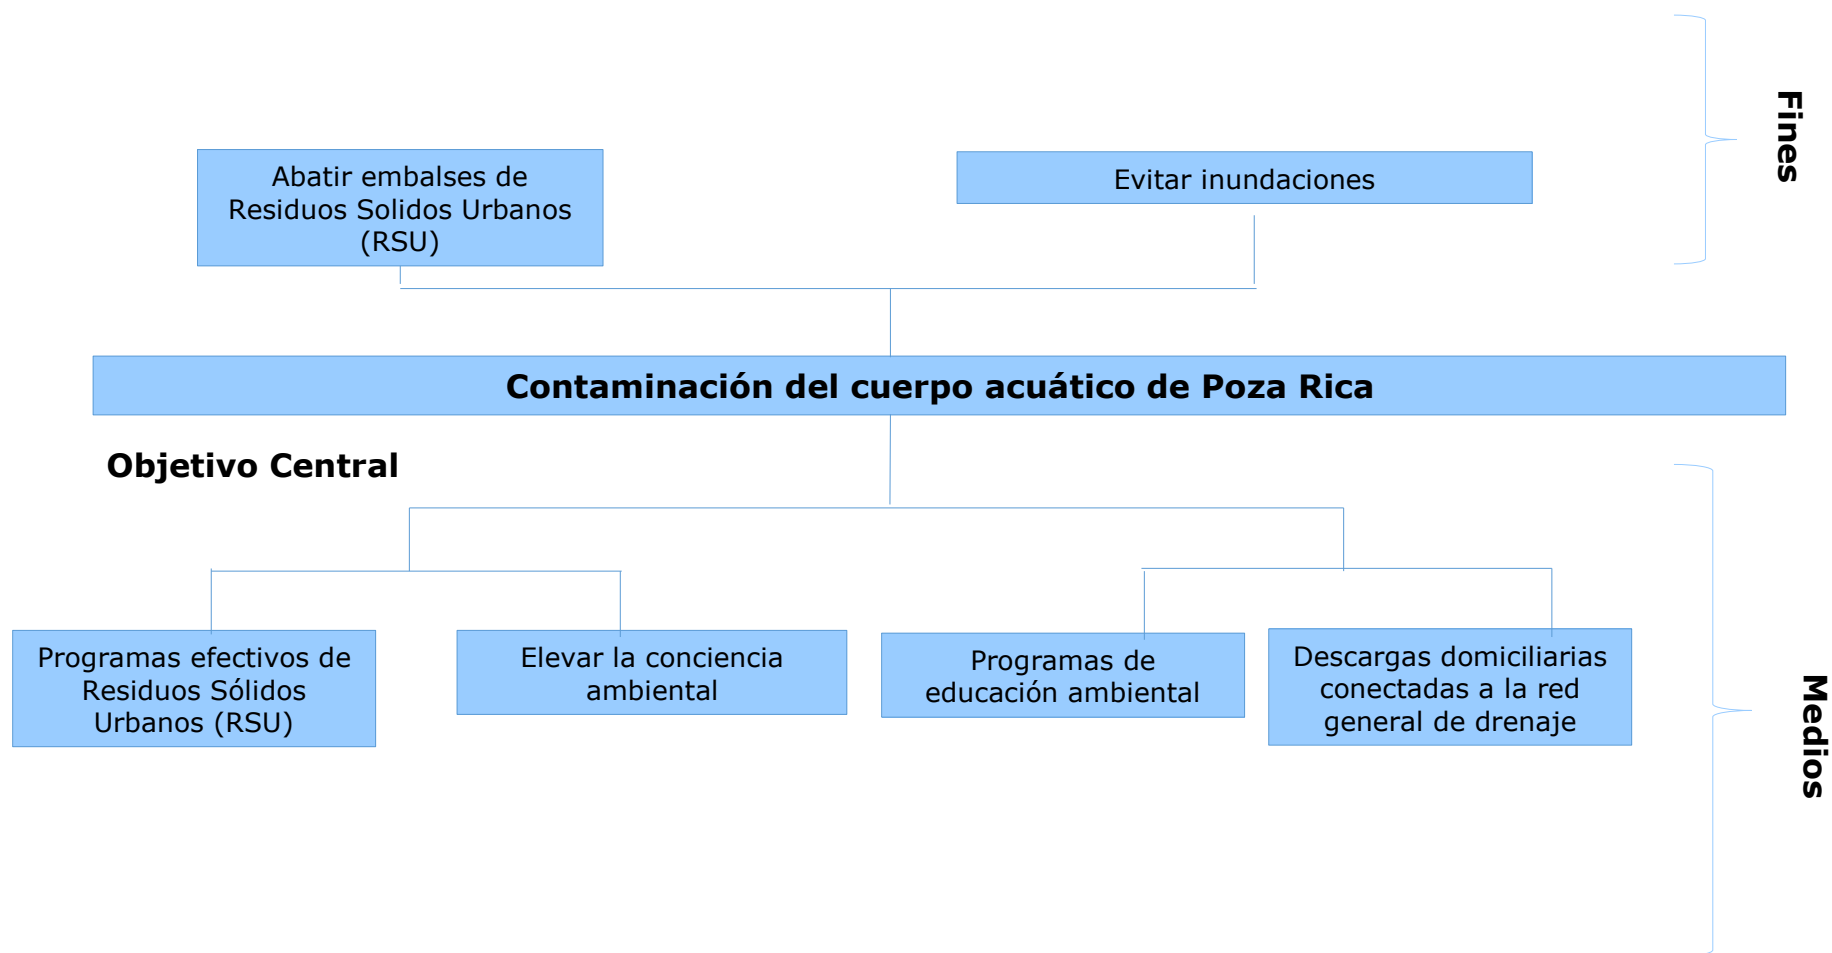 Fines
Abatir embalses de
Residuos Solidos Urbanos
(RSU)
Evitar inundaciones
Contaminación del cuerpo acuático de Poza Rica
Objetivo Central
Programas efectivos de
Residuos Sólidos
Urbanos (RSU)
Elevar la conciencia
ambiental
Programas de
educación ambiental
Descargas domiciliarias
conectadas a la red
general de drenaje
Medios